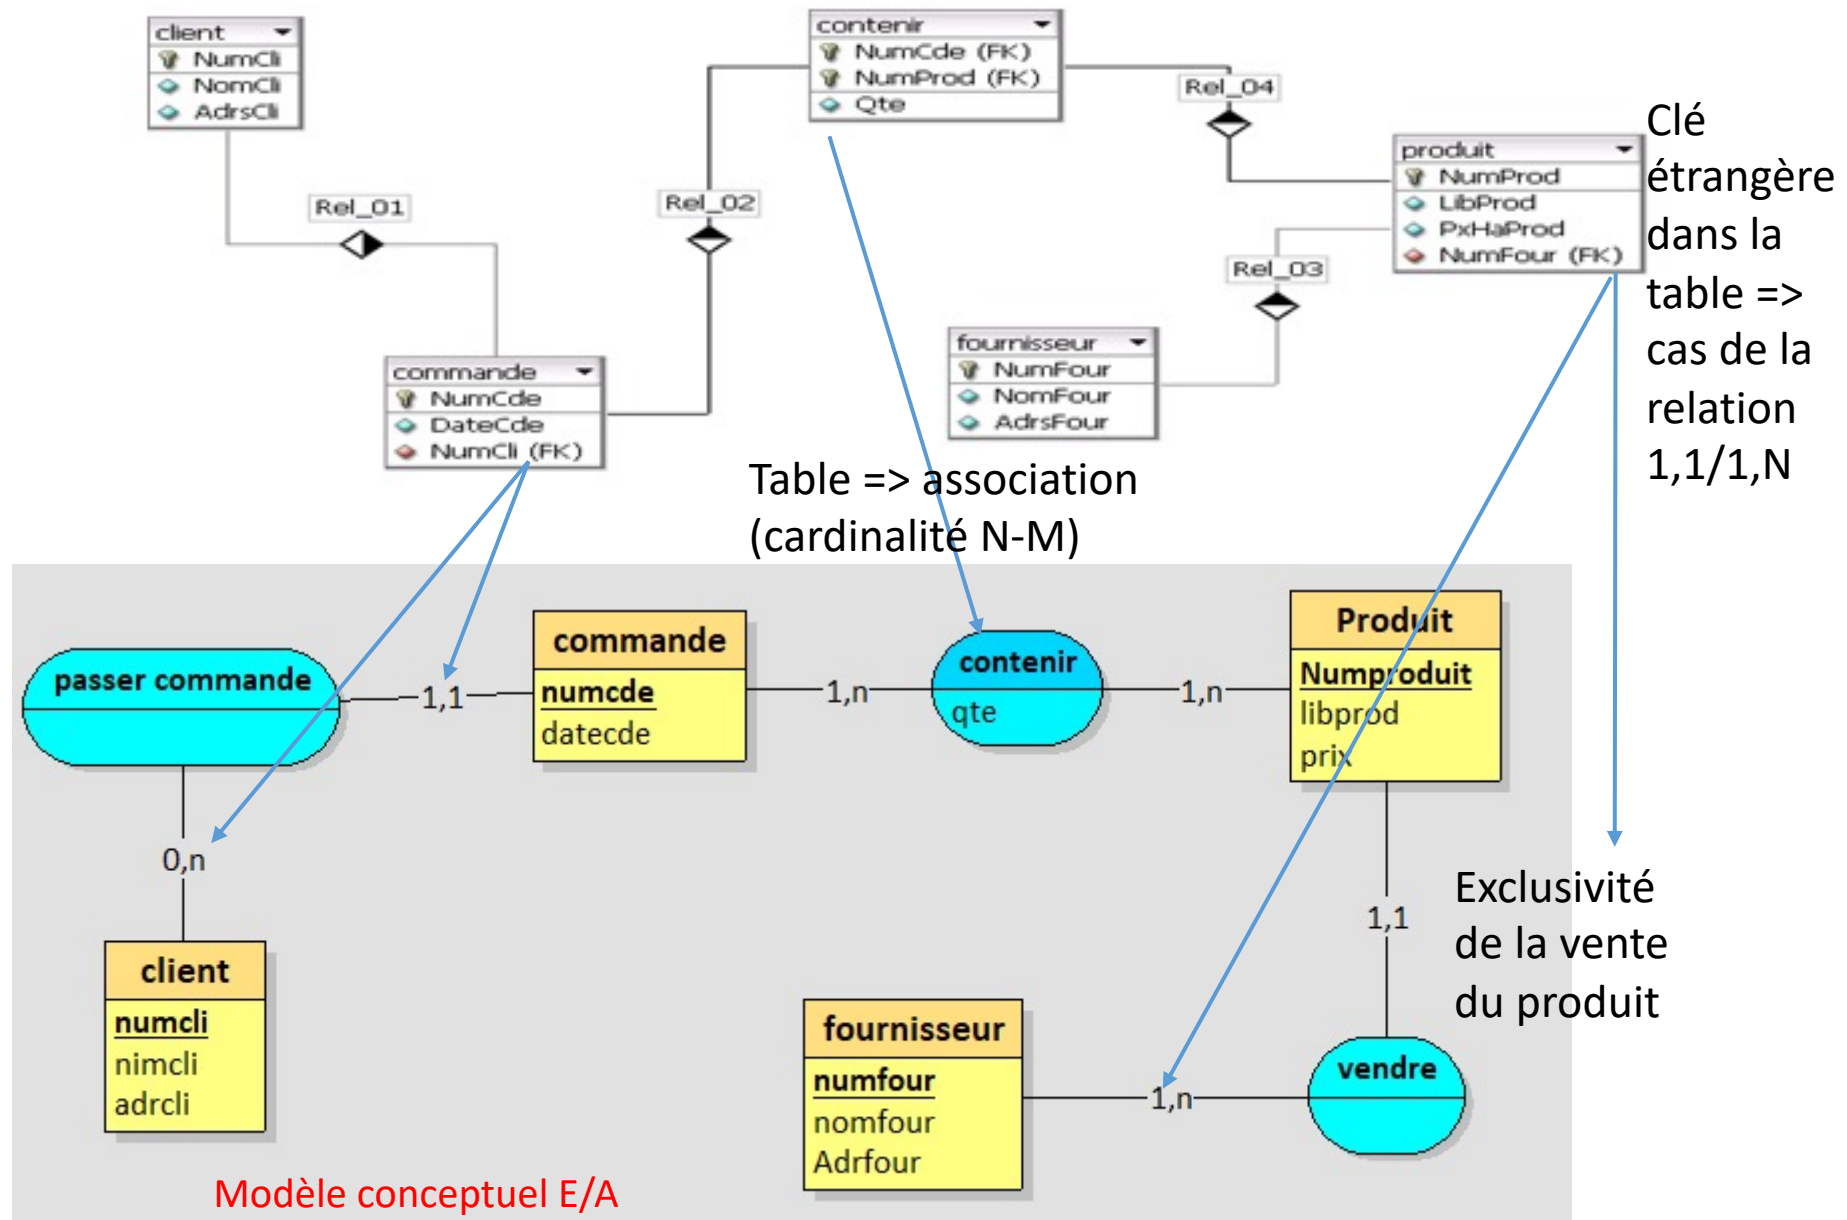 client
NumCli
NomCli
AdrsCli
contenir
NumCde (FK)
NumProd (FK)
Qte
Rel_04
Rel_01
Rel_02
produit
NumProd
LibProd
PxHaProd
NumFour (FK)
Rel_03
Clé
étrangère
dans la
table =>
cas de la
relation
1,1/1,N
commande
NumCde
DateCde
NumCli (FK)
fournisseur
NumFour
NomFour
AdrsFour
Table => association
(cardinalité N-M)
passer commande
1,1
commande
numcde
datecde
1,n
contenir
qte
1,n
Produit
Numproduit
libprod
prix
0,n
client
numcli
nimcli
adrcli
1,1
Exclusivité
de la vente
du produit
fournisseur
numfour
nomfour
Adrfour
1,n
vendre
Modèle conceptuel E/A